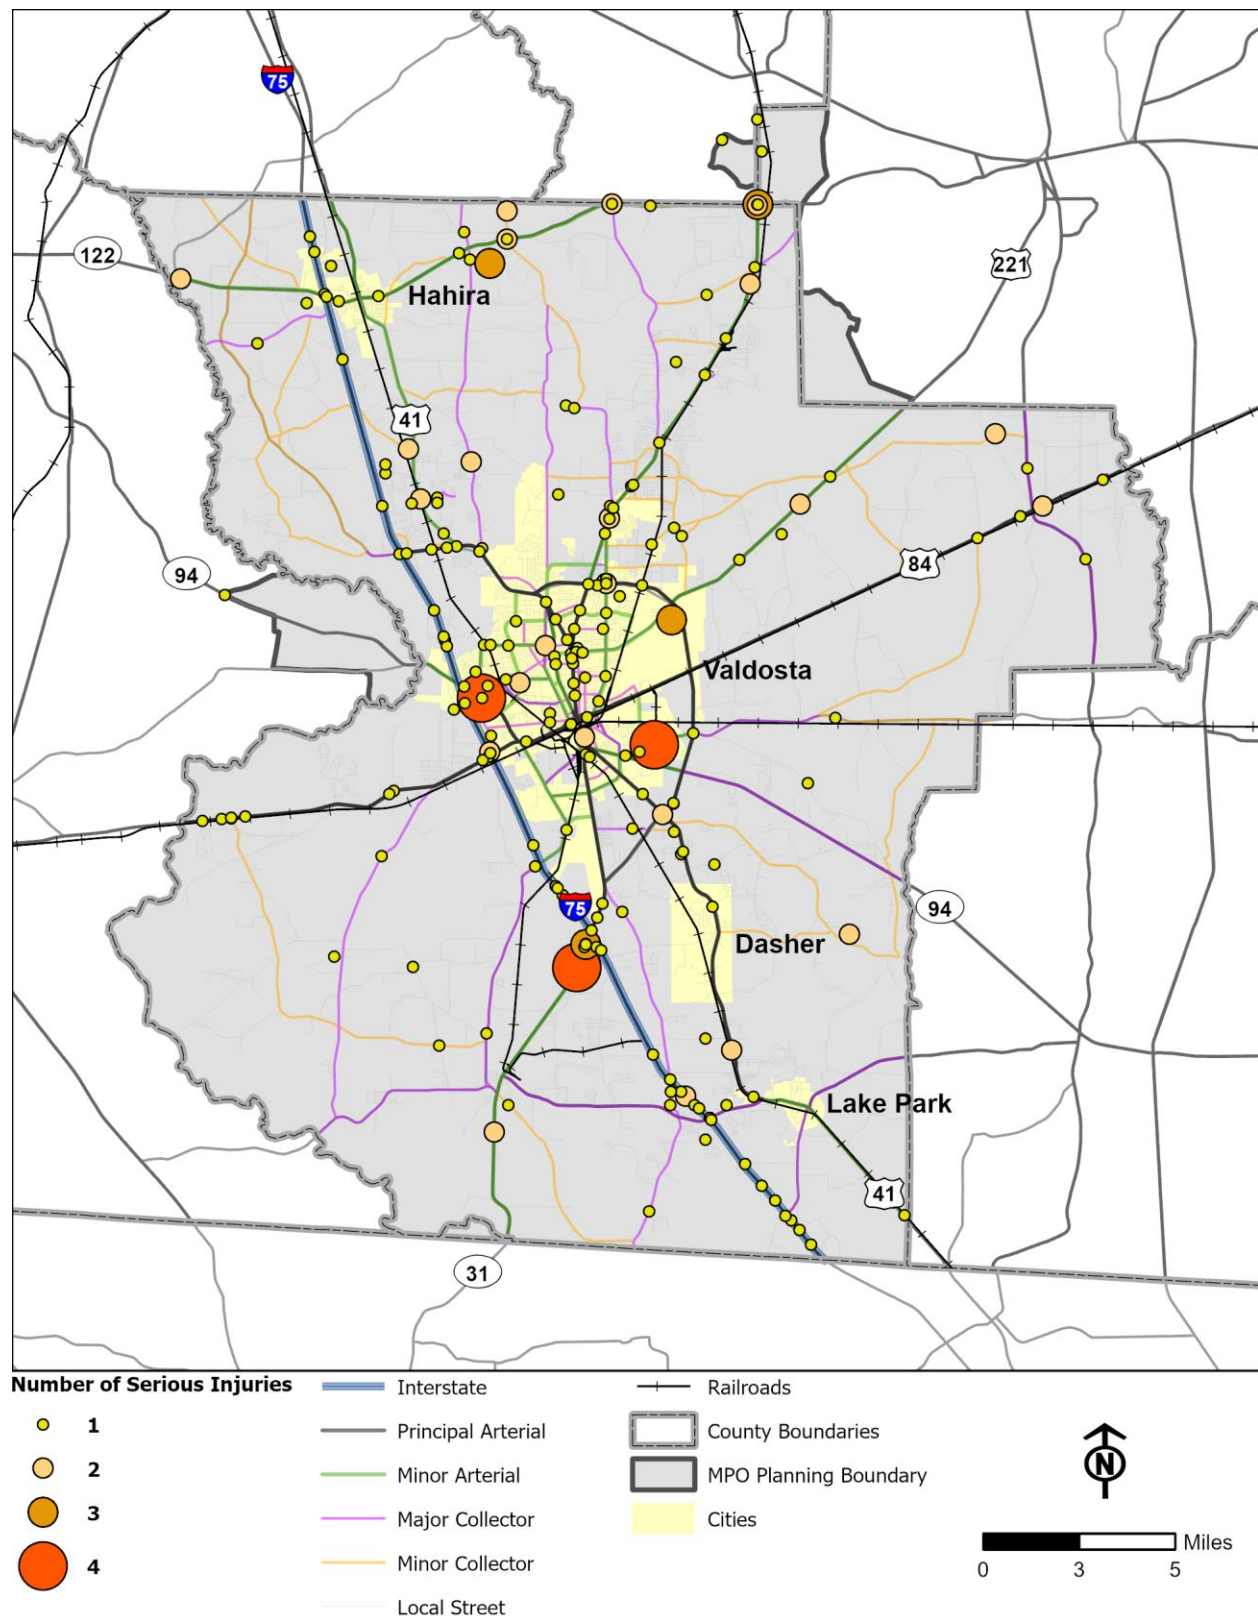 75
122
221
Hahira
41
94
84
Valdosta
75
94
Dasher
Lake Park
41
31
Number of Serious Injuries
1
2
3
4
Interstate
Principal Arterial
Minor Arterial
Major Collector
Minor Collector
Local Street
Railroads
County Boundaries
MPO Planning Boundary
Cities
N
Miles
0 3 5